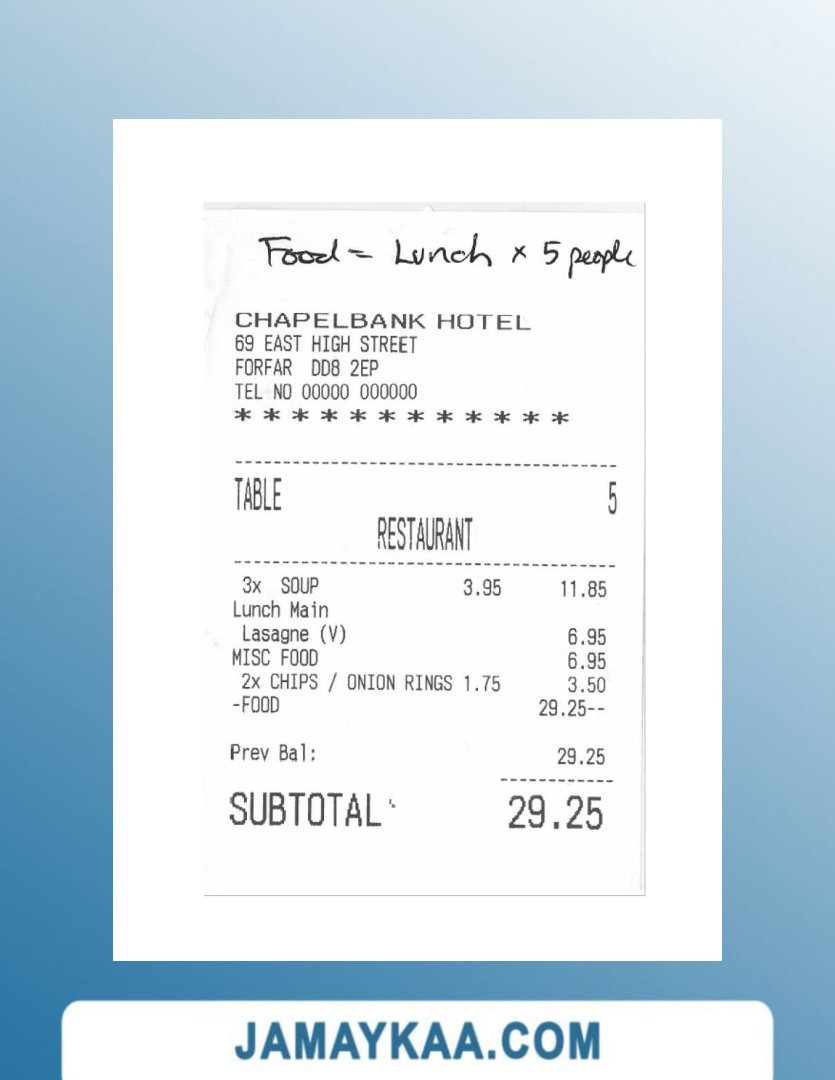 Food = Lunch x 5 people
CHAPELBANK HOTEL
69 EAST HIGH STREET
FORFAR DD8 2EP
TEL NO 00000 000000
* * * * * * * * * * * *
TABLE 5
RESTAURANT
3x SOUP 3.95 11.85
Lunch Main
Lasagne (V) 6.95
MISC FOOD 6.95
2x CHIPS / ONION RINGS 1.75 3.50
-FOOD 29.25--
Prev Bal: 29.25
SUBTOTAL 29.25
JAMAYKAA.COM